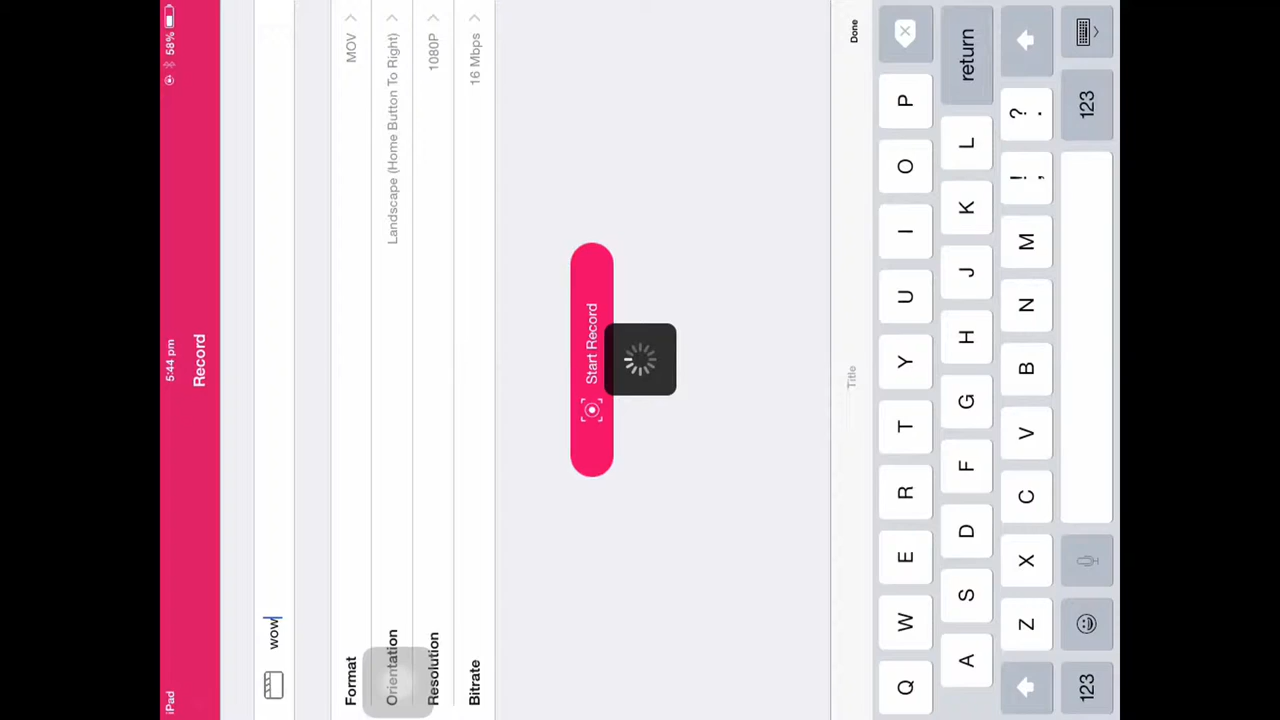 iPad 5:44 pm 58%
Record
wow
Format MOV
Orientation Landscape (Home Button To Right)
Resolution 1080P
Bitrate 16 Mbps
Start Record
Title Done
Q W E R T Y U I O P
A S D F G H J K L return
Z X C V B N M ! , ? .
123 123